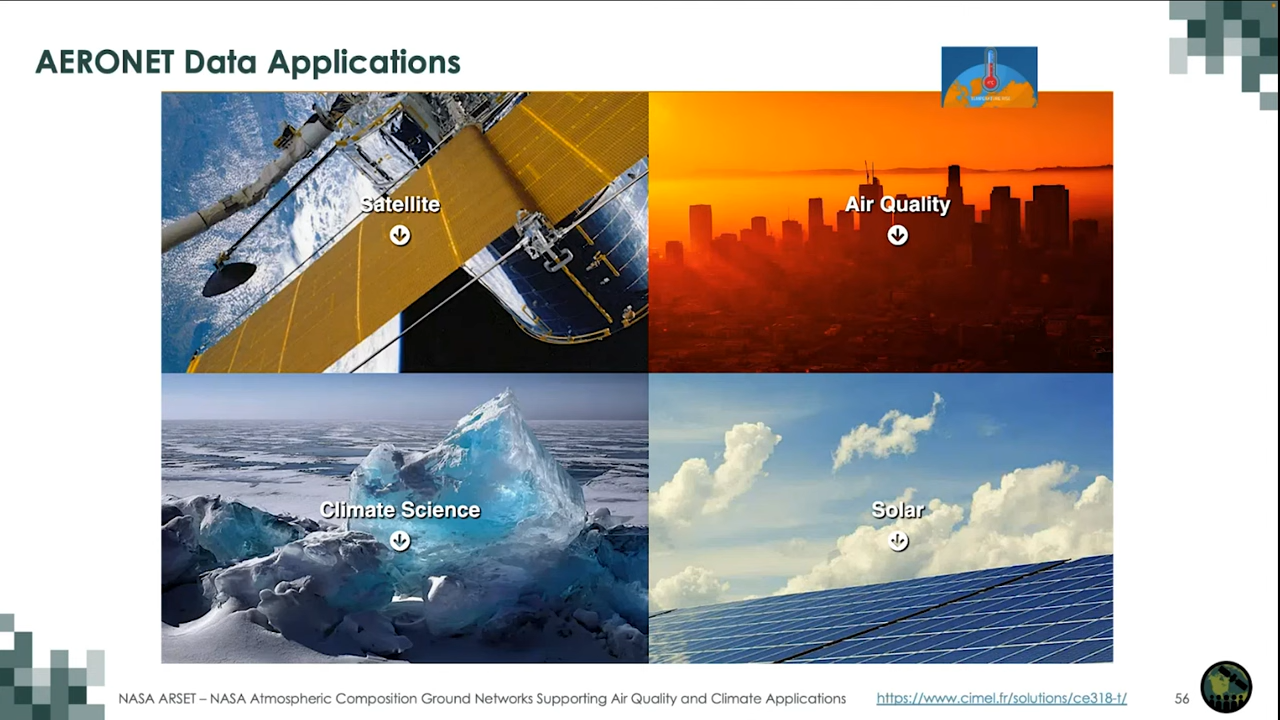 AERONET Data Applications
Satellite
Air Quality
Climate Science
Solar
NASA ARSET – NASA Atmospheric Composition Ground Networks Supporting Air Quality and Climate Applications
https://www.cimel.fr/solutions/ce318-t/
56